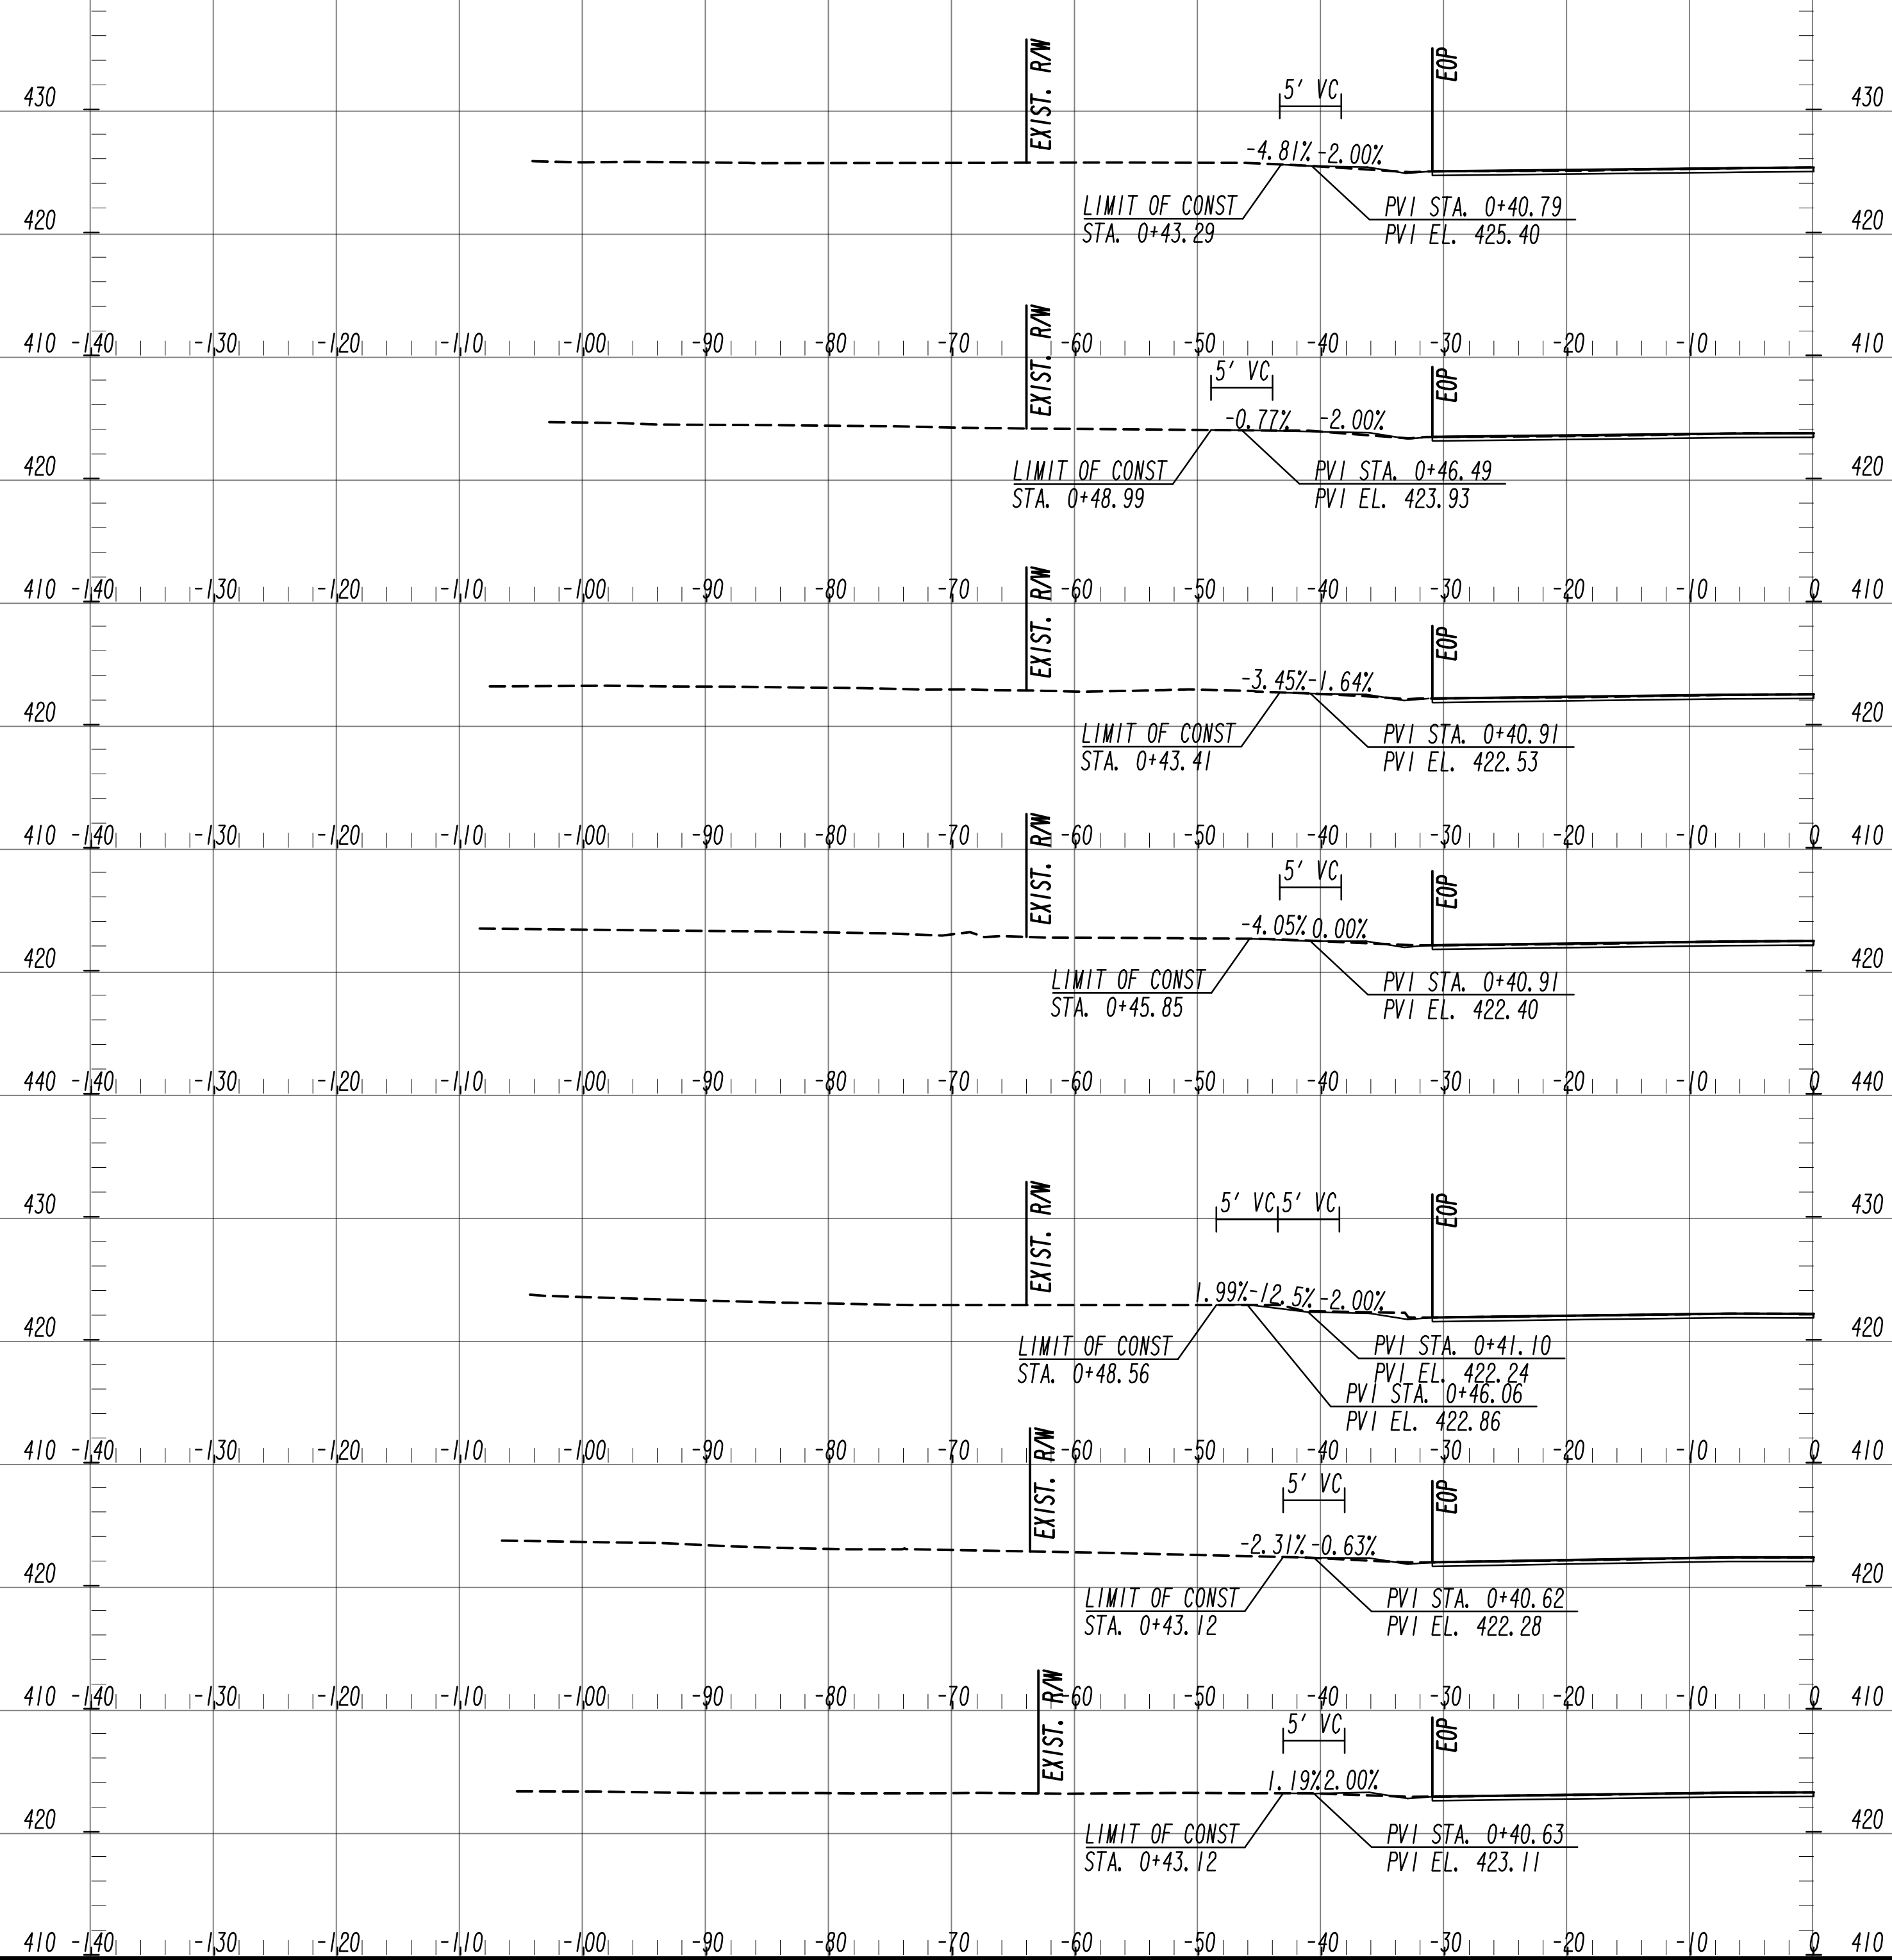 430
EXIST. R/W
5' VC
EOP
430
-4.81% -2.00%
LIMIT OF CONST
STA. 0+43.29
PVI STA. 0+40.79
PVI EL. 425.40
420
420
410 -140 -130 -120 -110 -100 -90 -80 -70 -60 -50 -40 -30 -20 -10 0 410
EXIST. R/W
5' VC
EOP
-0.77% -2.00%
420
LIMIT OF CONST
STA. 0+48.99
PVI STA. 0+46.49
PVI EL. 423.93
420
410 -140 -130 -120 -110 -100 -90 -80 -70 -60 -50 -40 -30 -20 -10 0 410
EXIST. R/W
EOP
-3.45% -1.64%
420
LIMIT OF CONST
STA. 0+43.41
PVI STA. 0+40.91
PVI EL. 422.53
420
410 -140 -130 -120 -110 -100 -90 -80 -70 -60 -50 -40 -30 -20 -10 0 410
EXIST. R/W
5' VC
EOP
-4.05% 0.00%
420
LIMIT OF CONST
STA. 0+45.85
PVI STA. 0+40.91
PVI EL. 422.40
420
440 -140 -130 -120 -110 -100 -90 -80 -70 -60 -50 -40 -30 -20 -10 0 440
430
EXIST. R/W
5' VC 5' VC
EOP
430
1.99% -12.5% -2.00%
420
LIMIT OF CONST
STA. 0+48.56
PVI STA. 0+41.10
PVI EL. 422.24
PVI STA. 0+46.06
PVI EL. 422.86
420
410 -140 -130 -120 -110 -100 -90 -80 -70 -60 -50 -40 -30 -20 -10 0 410
EXIST. R/W
5' VC
EOP
-2.31% -0.63%
420
LIMIT OF CONST
STA. 0+43.12
PVI STA. 0+40.62
PVI EL. 422.28
420
410 -140 -130 -120 -110 -100 -90 -80 -70 -60 -50 -40 -30 -20 -10 0 410
EXIST. R/W
5' VC
EOP
1.19% 2.00%
420
LIMIT OF CONST
STA. 0+43.12
PVI STA. 0+40.63
PVI EL. 423.11
420
410 -140 -130 -120 -110 -100 -90 -80 -70 -60 -50 -40 -30 -20 -10 0 410